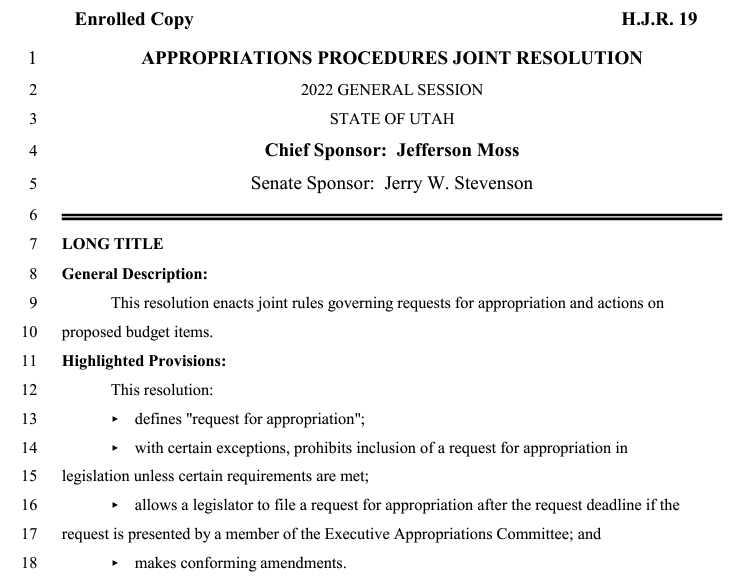 Enrolled Copy H.J.R. 19
1 APPROPRIATIONS PROCEDURES JOINT RESOLUTION
2 2022 GENERAL SESSION
3 STATE OF UTAH
4 Chief Sponsor: Jefferson Moss
5 Senate Sponsor: Jerry W. Stevenson
6
7 LONG TITLE
8 General Description:
9 This resolution enacts joint rules governing requests for appropriation and actions on
10 proposed budget items.
11 Highlighted Provisions:
12 This resolution:
13 ▸ defines "request for appropriation";
14 ▸ with certain exceptions, prohibits inclusion of a request for appropriation in
15 legislation unless certain requirements are met;
16 ▸ allows a legislator to file a request for appropriation after the request deadline if the
17 request is presented by a member of the Executive Appropriations Committee; and
18 ▸ makes conforming amendments.